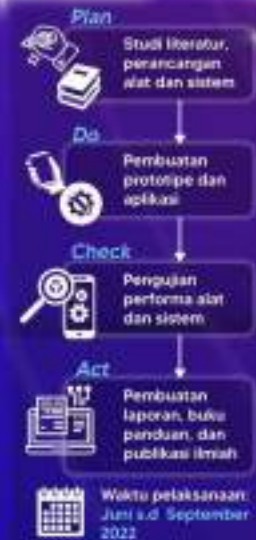 Plan
Studi literatur,
perancangan
alat dan sistem
Do
Pembuatan
prototipe dan
aplikasi
Check
Pengujian
performa alat
dan sistem
Act
Pembuatan
laporan, buku
panduan, dan
publikasi ilmiah
Waktu pelaksanaan:
Juni s.d September
2022